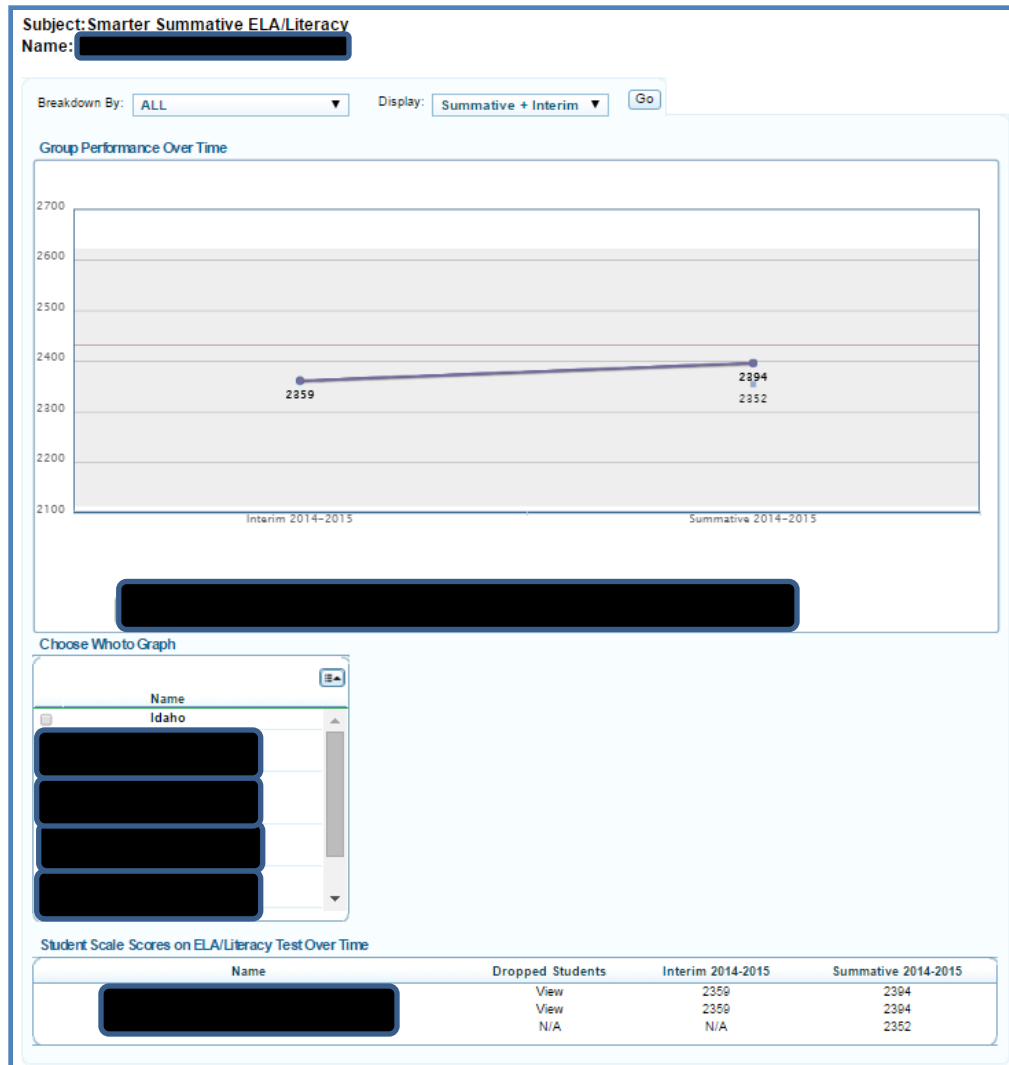 Subject: Smarter Summative ELA/Literacy
Name:
Breakdown By: ALL Display: Summative + Interim Go
Group Performance Over Time
2700
2600
2500
2400
2394
2359
2352
2300
2200
2100
Interim 2014–2015 Summative 2014–2015
Choose Who to Graph
Name
Idaho
Student Scale Scores on ELA/Literacy Test Over Time
Name Dropped Students Interim 2014-2015 Summative 2014-2015
View 2359 2394
View 2359 2394
N/A N/A 2352